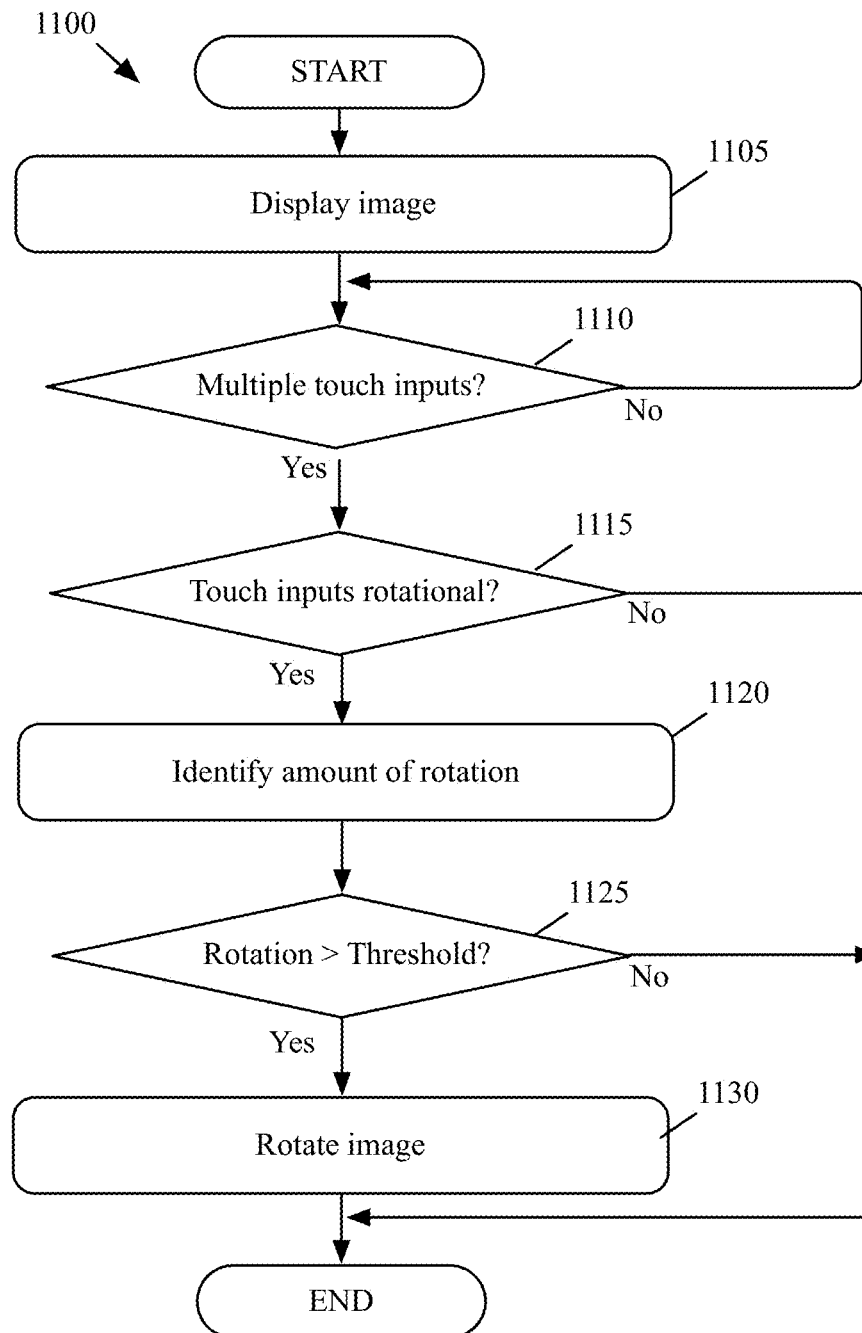 1100
START
1105
Display image
1110
Multiple touch inputs?
No
Yes
1115
Touch inputs rotational?
No
Yes
1120
Identify amount of rotation
1125
Rotation > Threshold?
No
Yes
1130
Rotate image
END